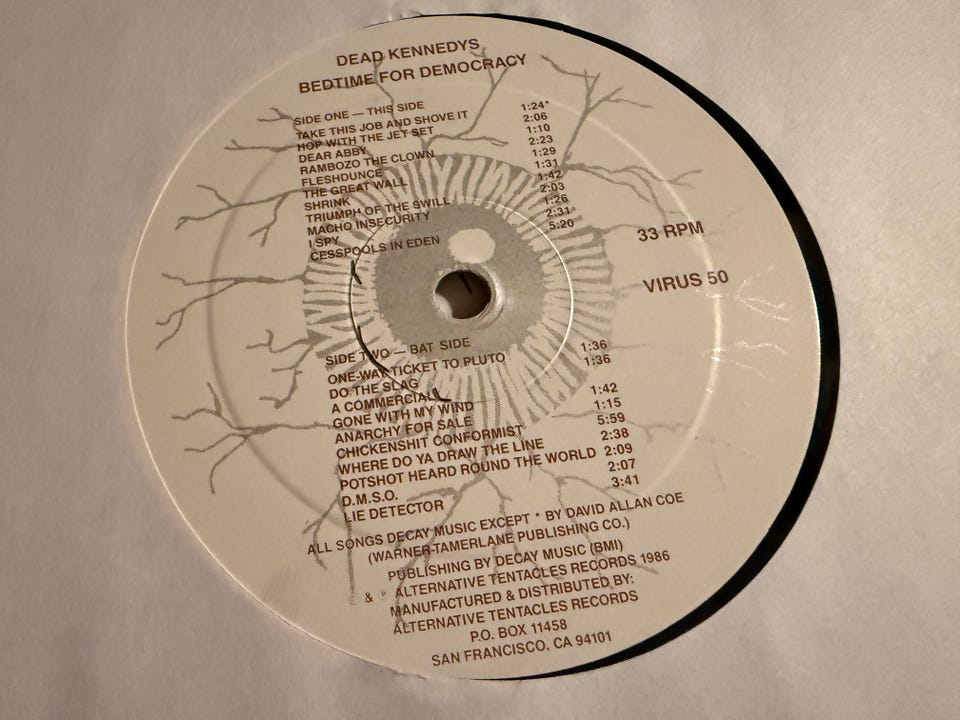 DEAD KENNEDYS
BEDTIME FOR DEMOCRACY
SIDE ONE — THIS SIDE
TAKE THIS JOB AND SHOVE IT 1:24*
HOP WITH THE JET SET 2:06
DEAR ABBY 1:10
RAMBOZO THE CLOWN 2:23
FLESHDUNCE 1:29
THE GREAT WALL 1:31
SHRINK 1:42
TRIUMPH OF THE SWILL 2:03
MACHO INSECURITY 1:26
I SPY 2:31
CESSPOOLS IN EDEN 5:20
33 RPM
VIRUS 50
SIDE TWO — BAT SIDE
ONE-WAY TICKET TO PLUTO 1:36
DO THE SLAG 1:36
A COMMERCIAL
GONE WITH MY WIND 1:42
ANARCHY FOR SALE 1:15
CHICKENSHIT CONFORMIST 5:59
WHERE DO YA DRAW THE LINE 2:38
POTSHOT HEARD ROUND THE WORLD 2:09
D.M.S.O. 2:07
LIE DETECTOR 3:41
ALL SONGS DECAY MUSIC EXCEPT * BY DAVID ALLAN COE
(WARNER-TAMERLANE PUBLISHING CO.)
PUBLISHING BY DECAY MUSIC (BMI)
& ALTERNATIVE TENTACLES RECORDS 1986
MANUFACTURED & DISTRIBUTED BY:
ALTERNATIVE TENTACLES RECORDS
P.O. BOX 11458
SAN FRANCISCO, CA 94101